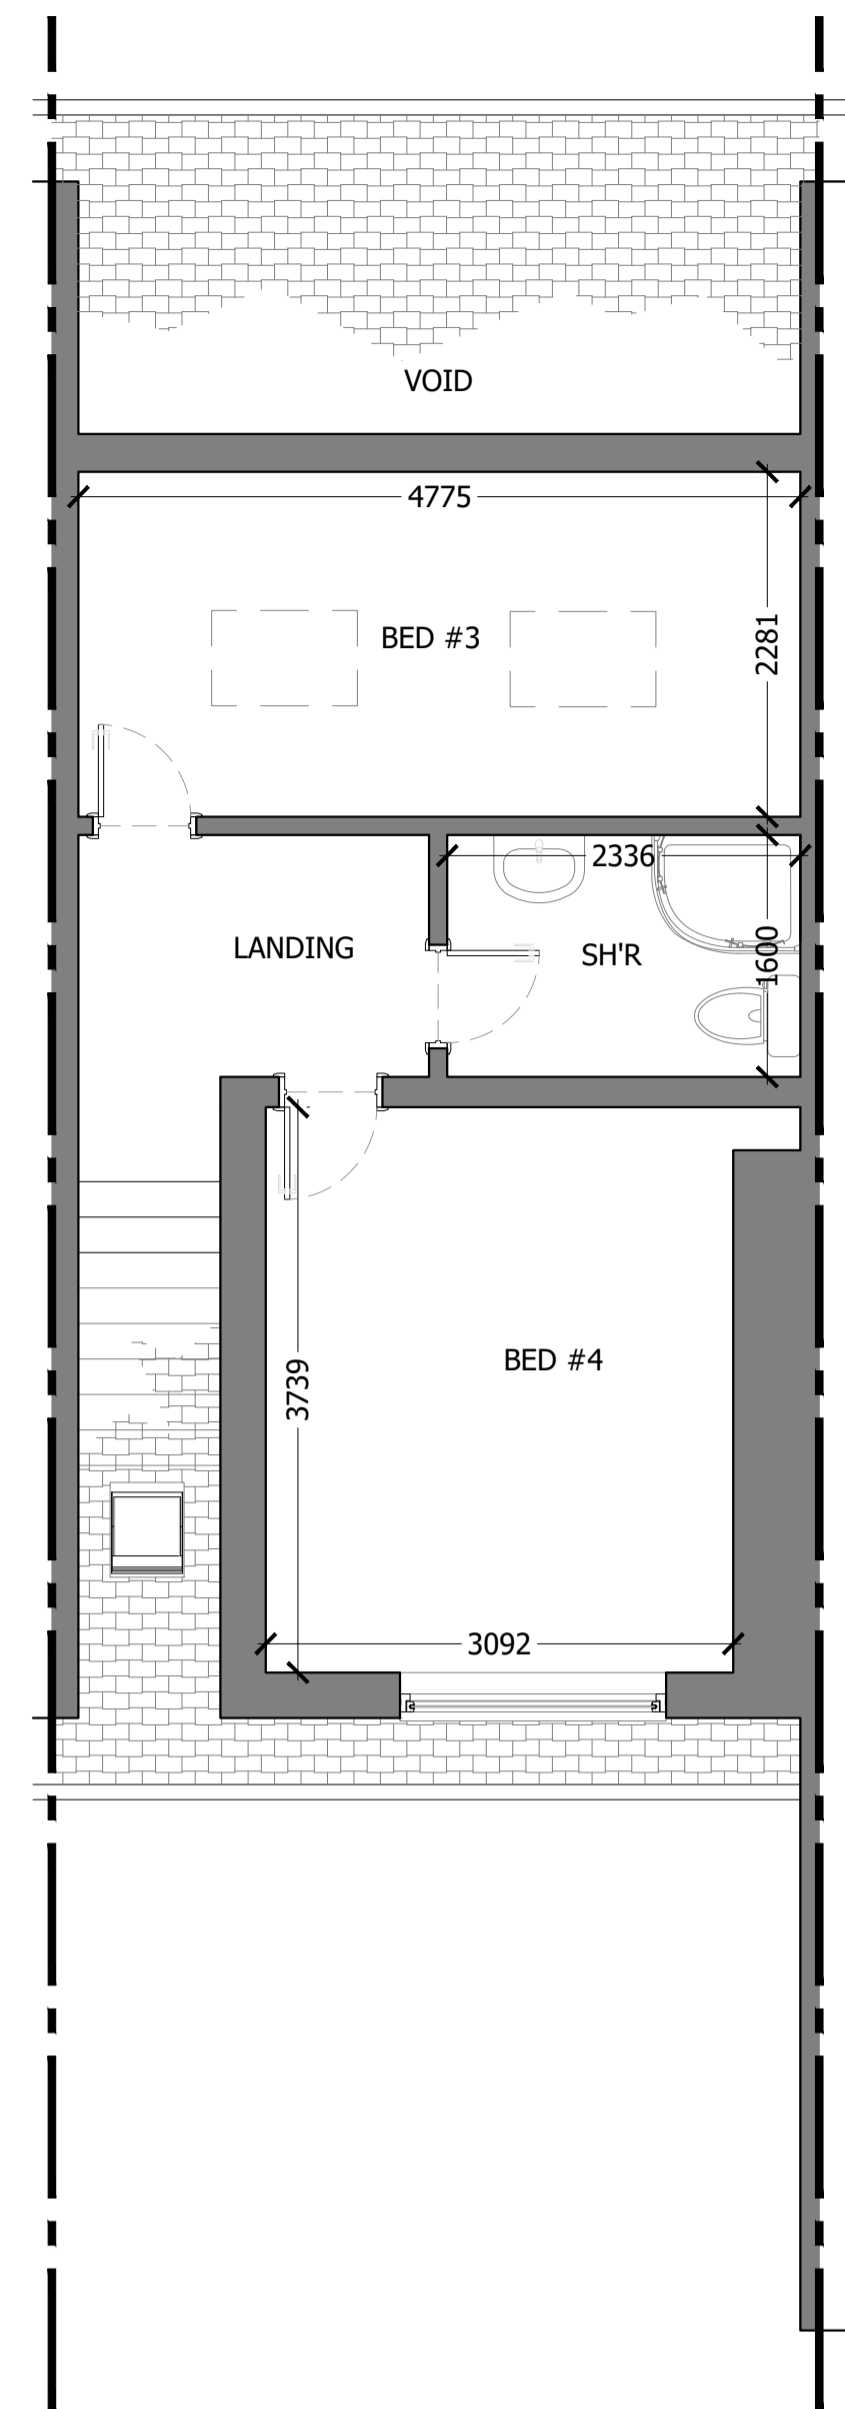 VOID
4775
BED #3
2281
2336
LANDING
SH'R
1600
BED #4
3739
3092